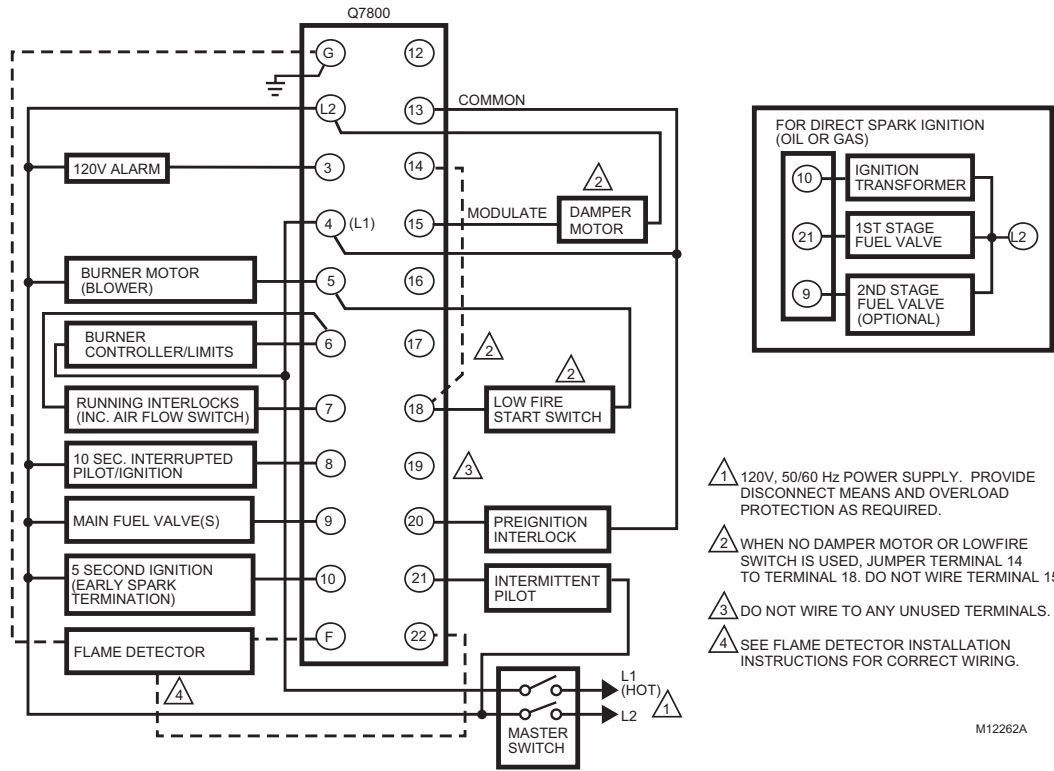 Q7800
G
12
L2
13
COMMON
120V ALARM
3
14
2
4
(L1)
15
MODULATE
DAMPER
MOTOR
BURNER MOTOR
(BLOWER)
5
16
BURNER
CONTROLLER/LIMITS
6
17
2
2
RUNNING INTERLOCKS
(INC. AIR FLOW SWITCH)
7
18
LOW FIRE
START SWITCH
10 SEC. INTERRUPTED
PILOT/IGNITION
8
19
3
MAIN FUEL VALVE(S)
9
20
PREIGNITION
INTERLOCK
5 SECOND IGNITION
(EARLY SPARK
TERMINATION)
10
21
INTERMITTENT
PILOT
FLAME DETECTOR
F
22
4
L1
(HOT)
L2
1
MASTER
SWITCH
FOR DIRECT SPARK IGNITION
(OIL OR GAS)
10
IGNITION
TRANSFORMER
21
1ST STAGE
FUEL VALVE
L2
9
2ND STAGE
FUEL VALVE
(OPTIONAL)
1 120V, 50/60 Hz POWER SUPPLY. PROVIDE
DISCONNECT MEANS AND OVERLOAD
PROTECTION AS REQUIRED.
2 WHEN NO DAMPER MOTOR OR LOWFIRE
SWITCH IS USED, JUMPER TERMINAL 14
TO TERMINAL 18. DO NOT WIRE TERMINAL 15
3 DO NOT WIRE TO ANY UNUSED TERMINALS.
4 SEE FLAME DETECTOR INSTALLATION
INSTRUCTIONS FOR CORRECT WIRING.
M12262A